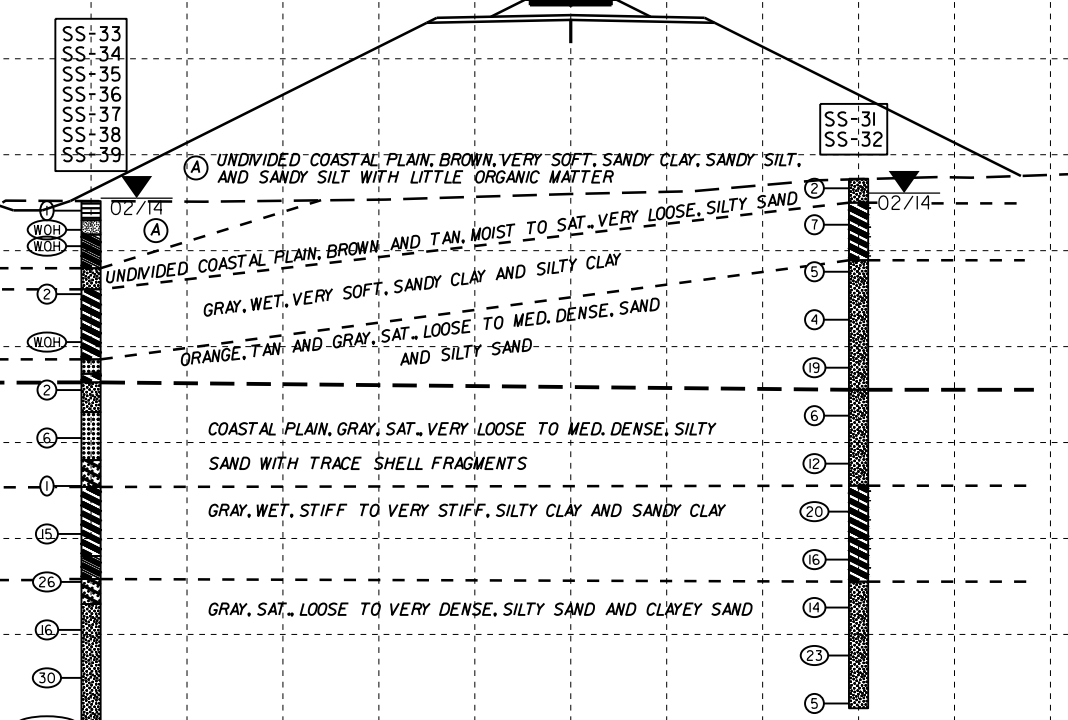 SS-33
SS-34
SS-35
SS-36
SS-37
SS-38
SS-39
SS-31
SS-32
A UNDIVIDED COASTAL PLAIN, BROWN, VERY SOFT, SANDY CLAY, SANDY SILT,
AND SANDY SILT WITH LITTLE ORGANIC MATTER
02/14
02/14
A
UNDIVIDED COASTAL PLAIN, BROWN AND TAN, MOIST TO SAT., VERY LOOSE, SILTY SAND
GRAY, WET, VERY SOFT, SANDY CLAY AND SILTY CLAY
ORANGE, TAN AND GRAY, SAT., LOOSE TO MED. DENSE, SAND
AND SILTY SAND
COASTAL PLAIN, GRAY, SAT., VERY LOOSE TO MED. DENSE, SILTY
SAND WITH TRACE SHELL FRAGMENTS
GRAY, WET, STIFF TO VERY STIFF, SILTY CLAY AND SANDY CLAY
GRAY, SAT., LOOSE TO VERY DENSE, SILTY SAND AND CLAYEY SAND
1
WOH
WOH
2
WOH
2
6
1
15
26
16
30
2
7
5
4
19
6
12
20
16
14
23
5